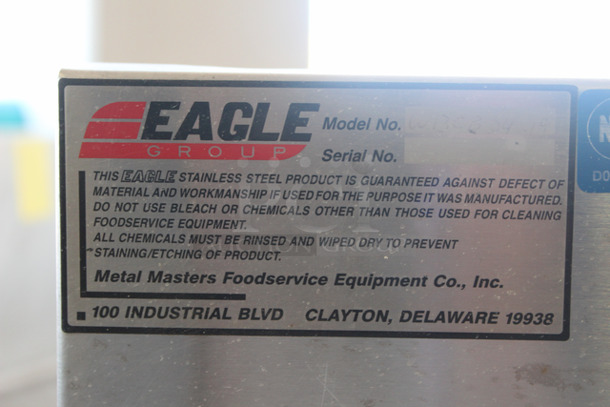 EAGLE
GROUP
Model No.
Serial No.
THIS EAGLE STAINLESS STEEL PRODUCT IS GUARANTEED AGAINST DEFECT OF
MATERIAL AND WORKMANSHIP IF USED FOR THE PURPOSE IT WAS MANUFACTURED.
DO NOT USE BLEACH OR CHEMICALS OTHER THAN THOSE USED FOR CLEANING
FOODSERVICE EQUIPMENT.
ALL CHEMICALS MUST BE RINSED AND WIPED DRY TO PREVENT
STAINING/ETCHING OF PRODUCT.
Metal Masters Foodservice Equipment Co., Inc.
100 INDUSTRIAL BLVD CLAYTON, DELAWARE 19938